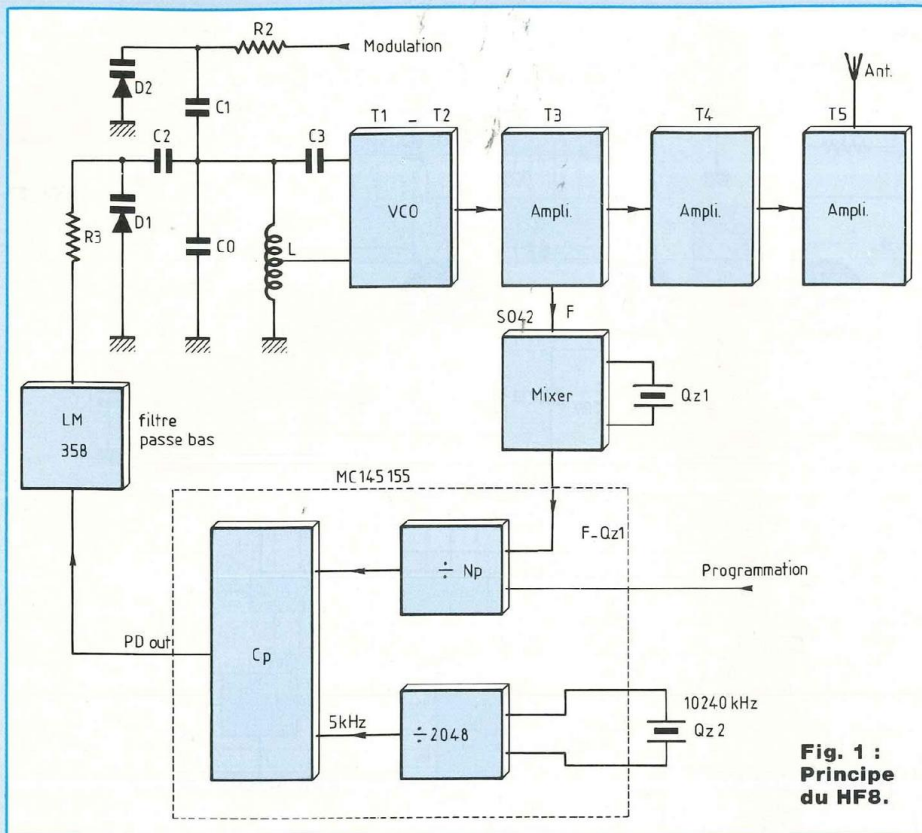 R2
Modulation
D2
C1
Ant.
C2
C3
T1 _ T2
T3
T4
T5
VCO
Ampli.
Ampli.
Ampli.
R3
D1
C0
L
F
S042
Mixer
Qz1
LM
358
filtre
passe bas
MC145155
F_Qz1
÷ Np
Programmation
PD out
Cp
5kHz
÷2048
10240 kHz
Qz2
Fig. 1 :
Principe
du HF8.